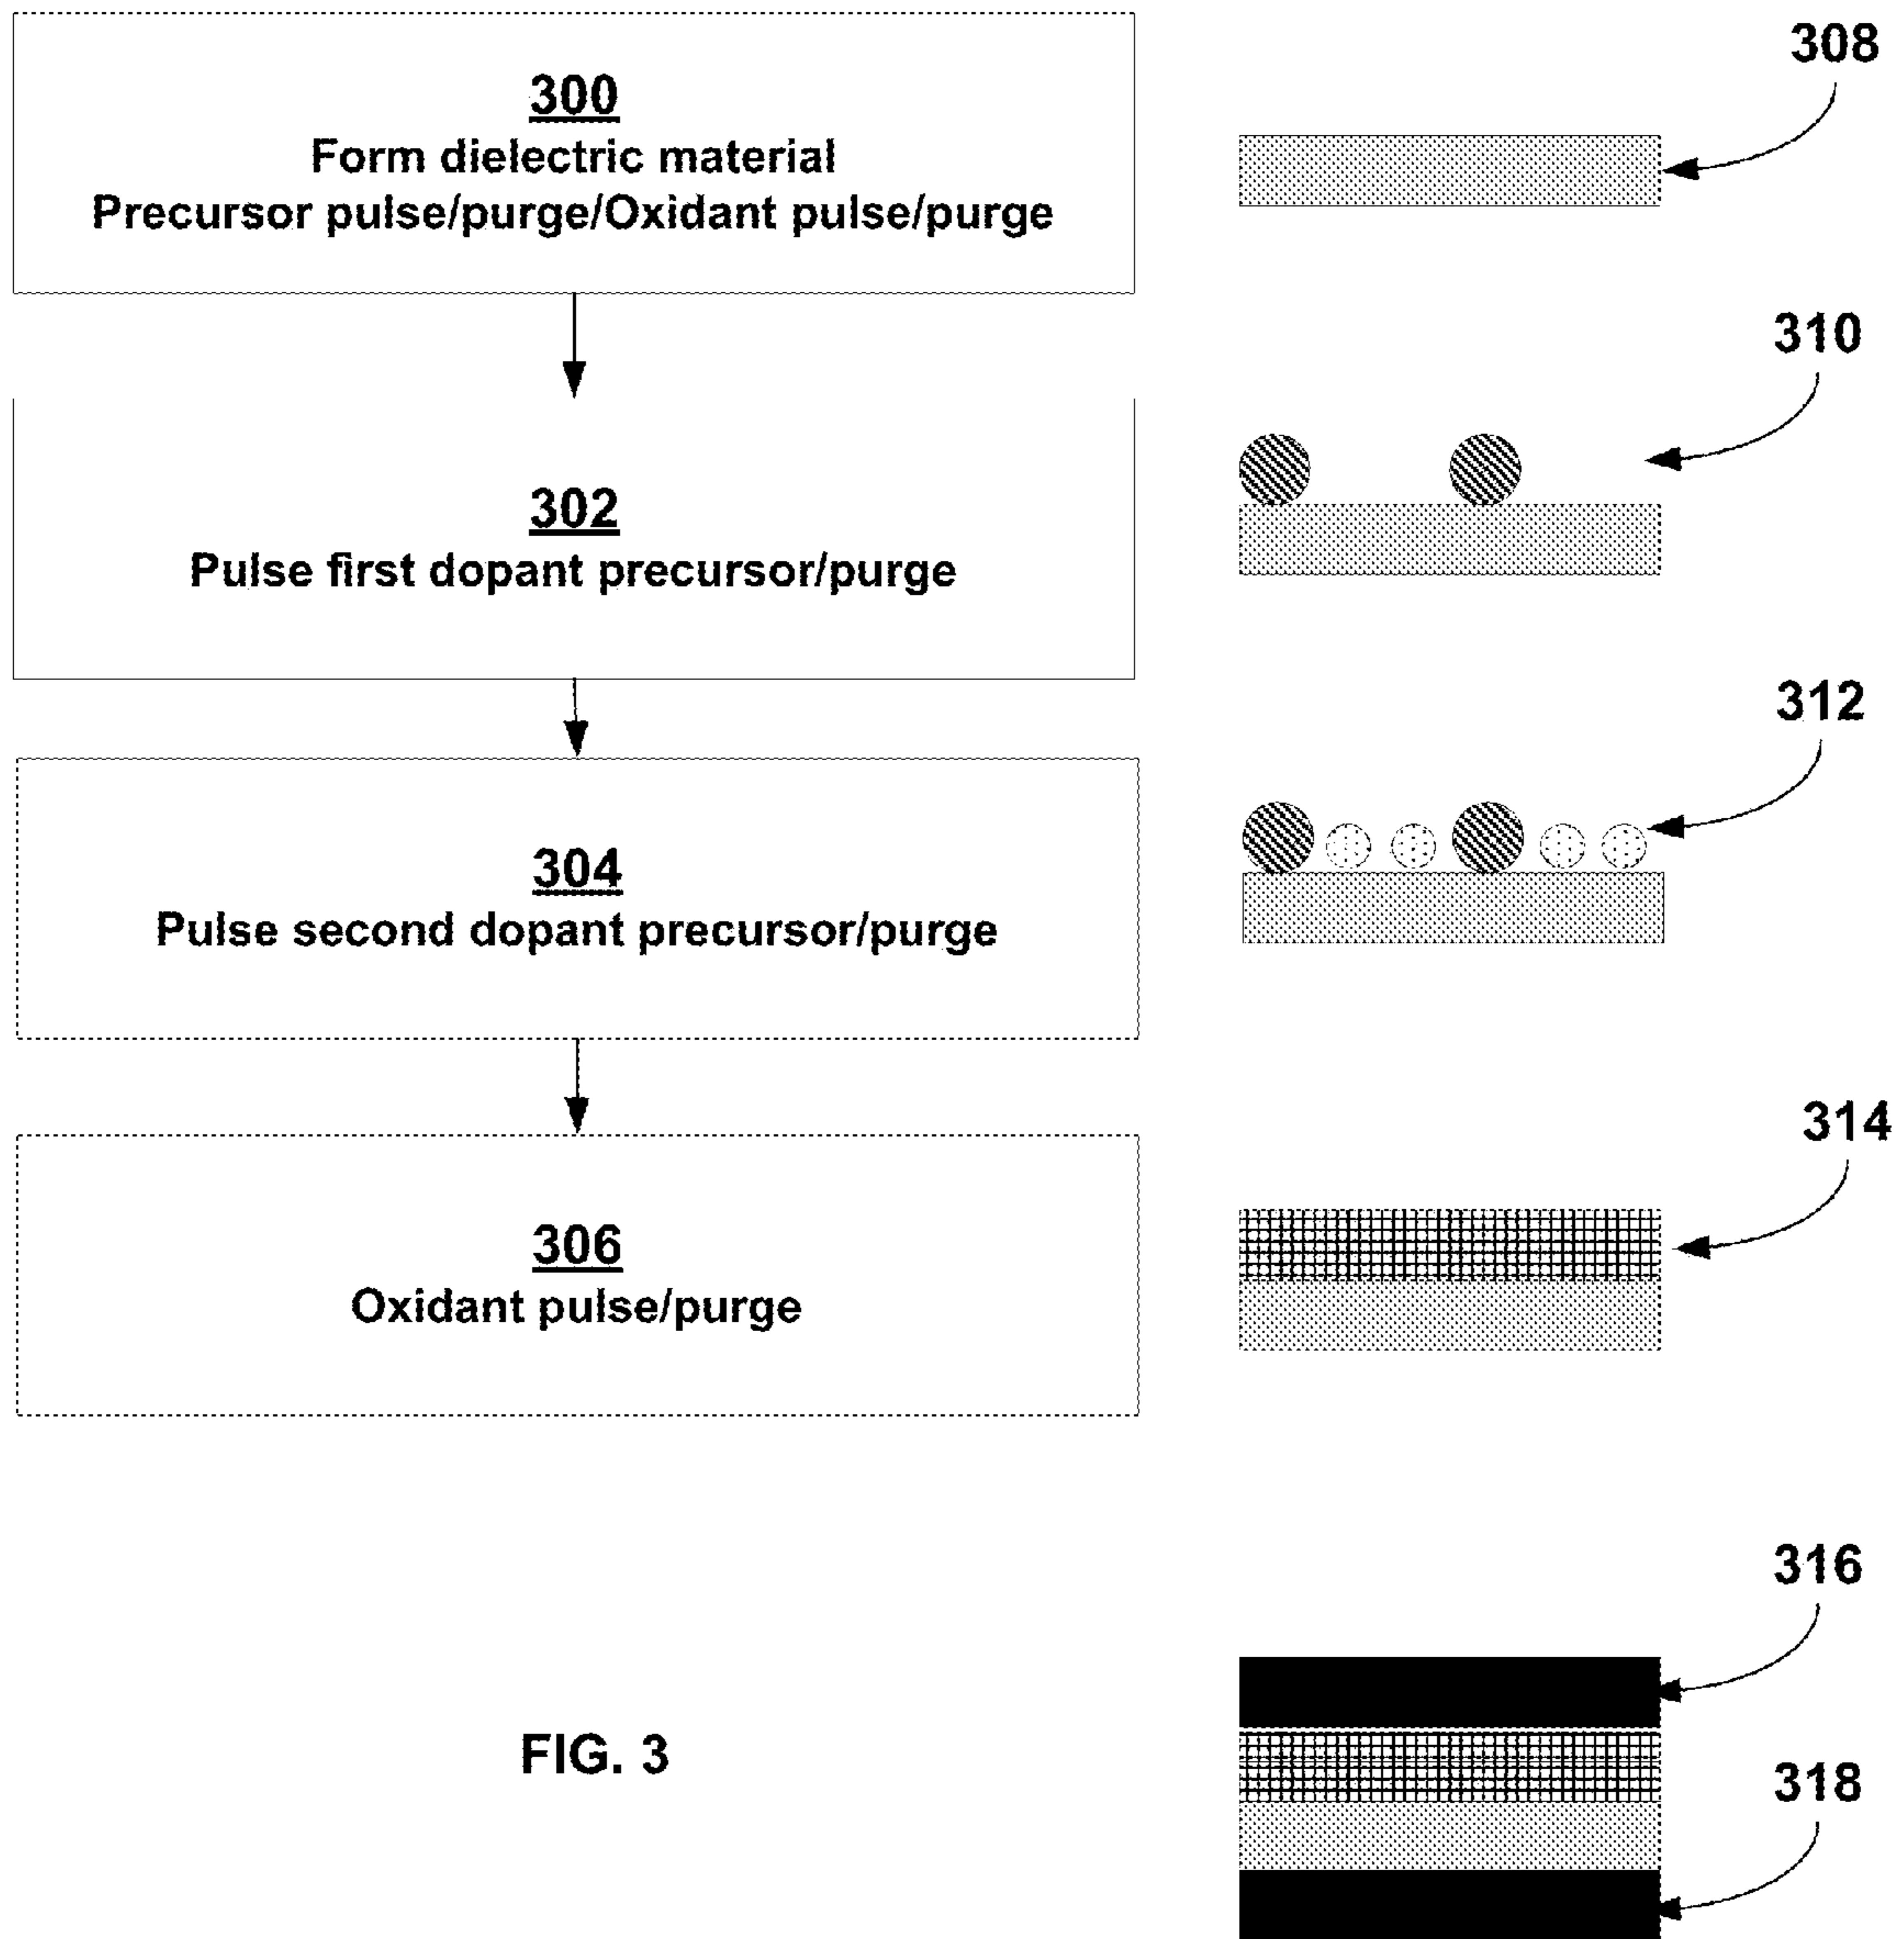 300
Form dielectric material
Precursor pulse/purge/Oxidant pulse/purge
308
302
Pulse first dopant precursor/purge
310
304
Pulse second dopant precursor/purge
312
306
Oxidant pulse/purge
314
316
FIG. 3
318